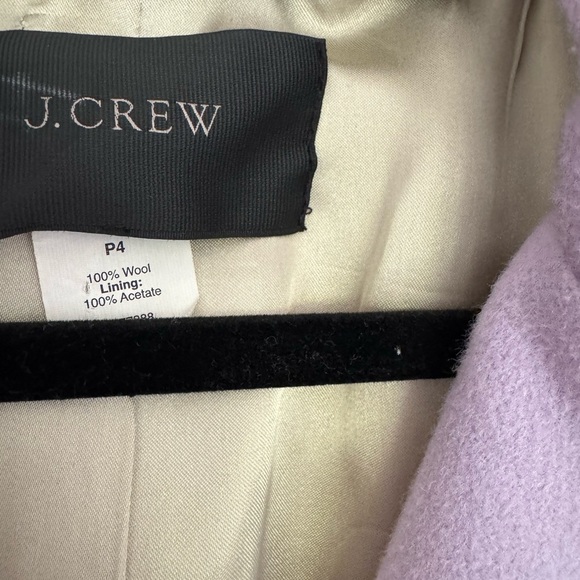 J.CREW
P4
100% Wool
Lining:
100% Acetate